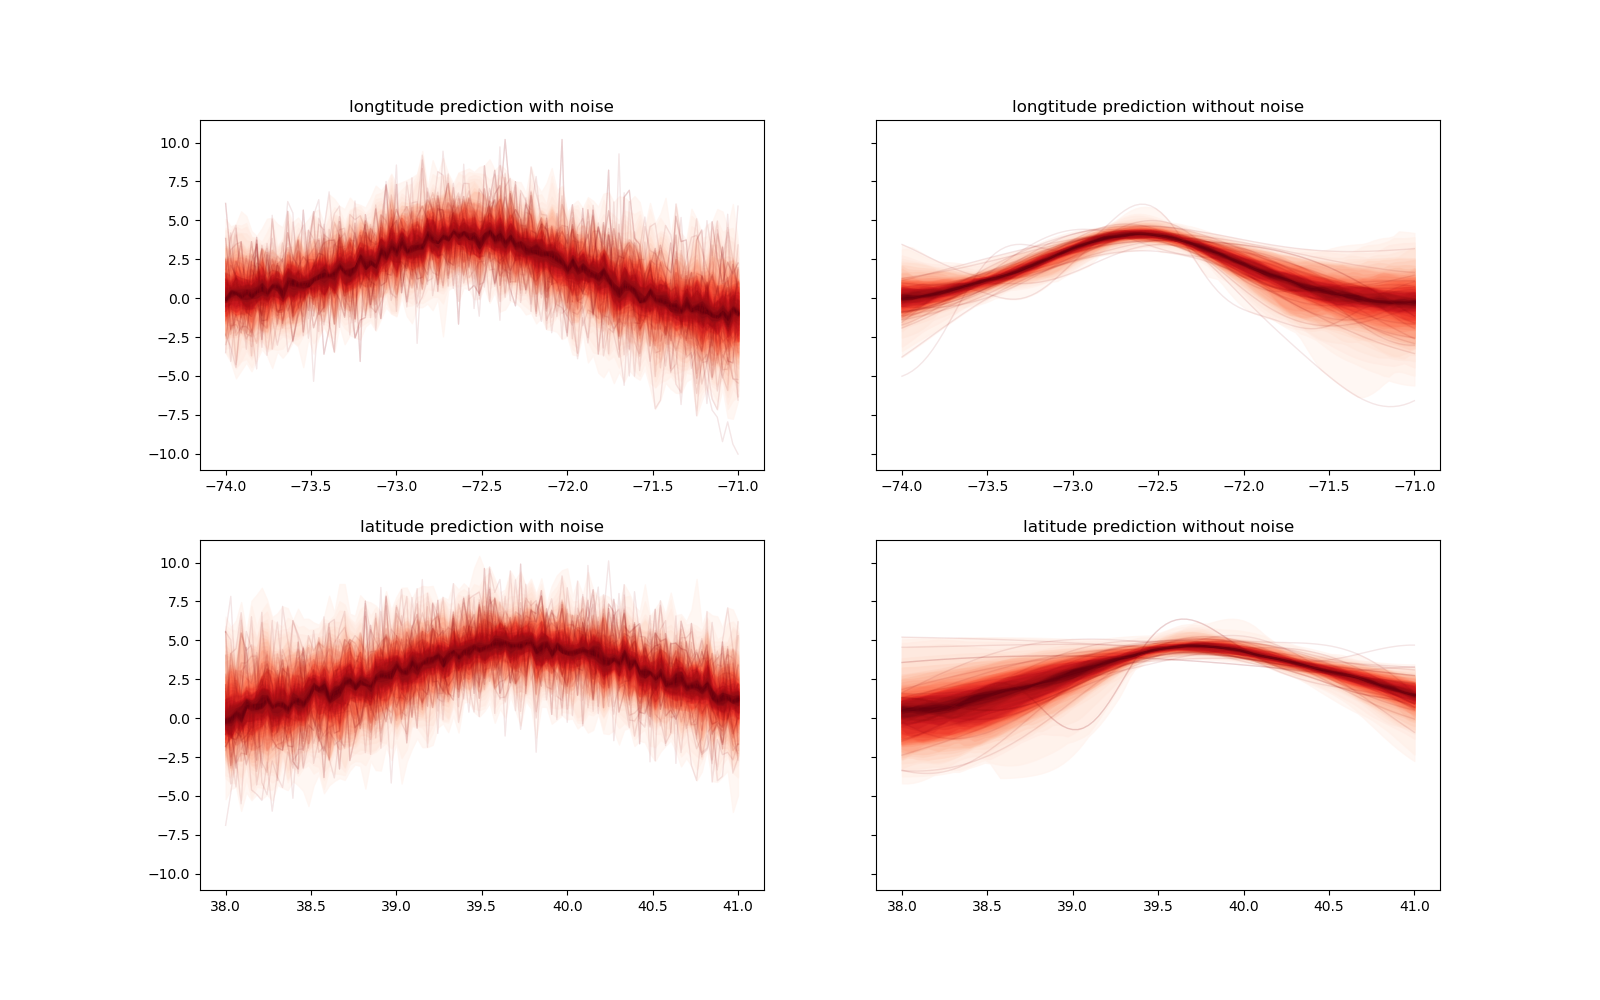 longtitude prediction with noise
longtitude prediction without noise
10.0
7.5
5.0
2.5
0.0
−2.5
−5.0
−7.5
−10.0
−74.0 −73.5 −73.0 −72.5 −72.0 −71.5 −71.0
−74.0 −73.5 −73.0 −72.5 −72.0 −71.5 −71.0
latitude prediction with noise
latitude prediction without noise
10.0
7.5
5.0
2.5
0.0
−2.5
−5.0
−7.5
−10.0
38.0 38.5 39.0 39.5 40.0 40.5 41.0
38.0 38.5 39.0 39.5 40.0 40.5 41.0